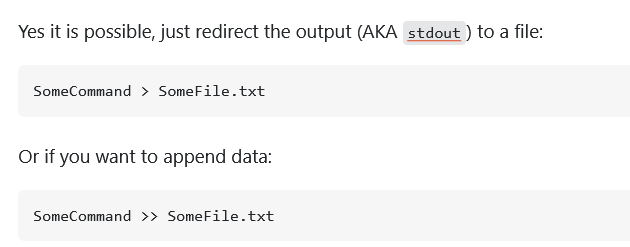 Yes it is possible, just redirect the output (AKA stdout ) to a file:
SomeCommand > SomeFile.txt
Or if you want to append data:
SomeCommand >> SomeFile.txt